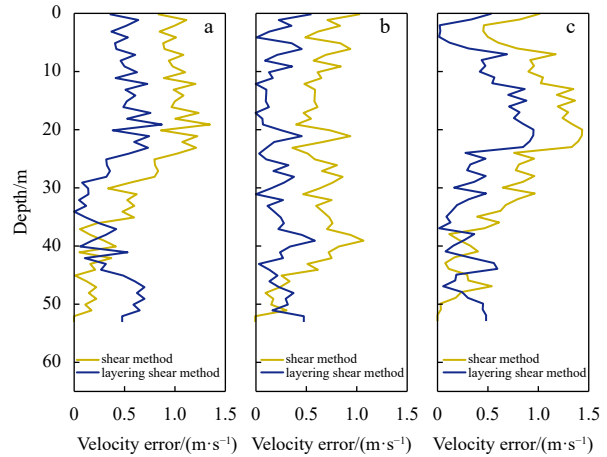 a
b
c
0
10
20
30
40
50
60
Depth/m
shear method
layering shear method
shear method
layering shear method
shear method
layering shear method
0 0.5 1.0 1.5 0 0.5 1.0 1.5 0 0.5 1.0 1.5
Velocity error/(m·s⁻¹) Velocity error/(m·s⁻¹) Velocity error/(m·s⁻¹)